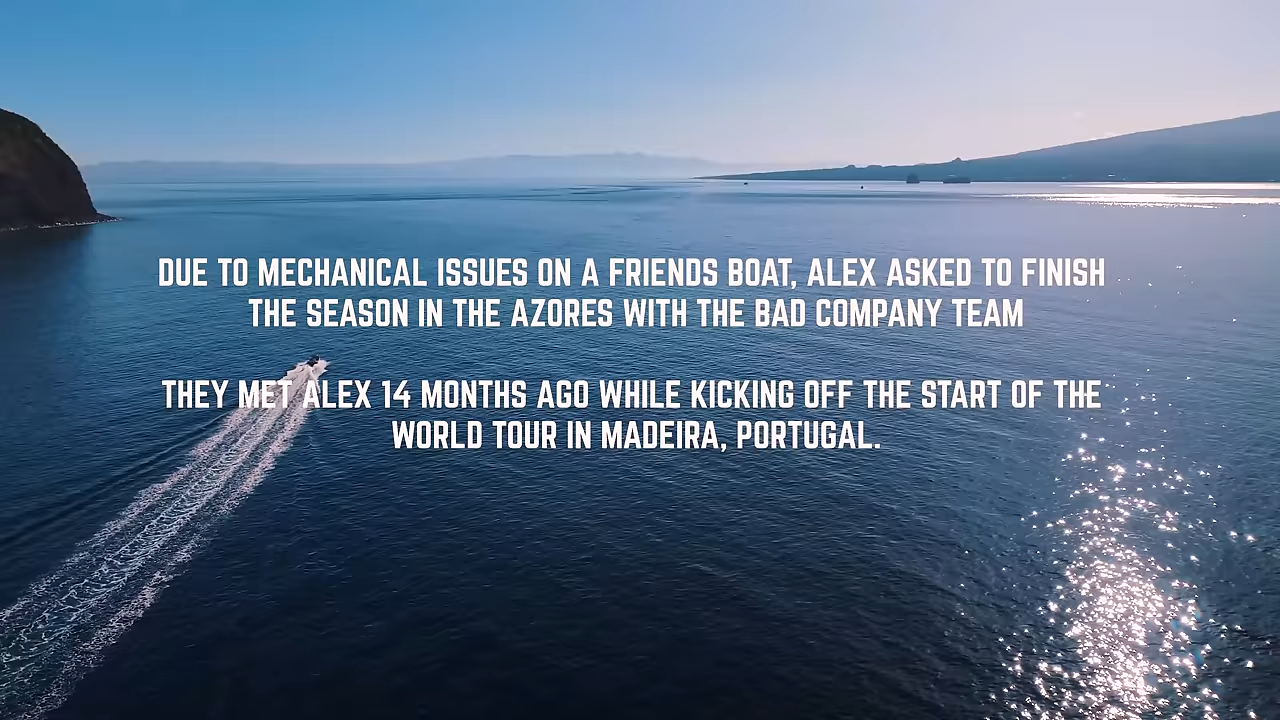 DUE TO MECHANICAL ISSUES ON A FRIENDS BOAT, ALEX ASKED TO FINISH
THE SEASON IN THE AZORES WITH THE BAD COMPANY TEAM
THEY MET ALEX 14 MONTHS AGO WHILE KICKING OFF THE START OF THE
WORLD TOUR IN MADEIRA, PORTUGAL.